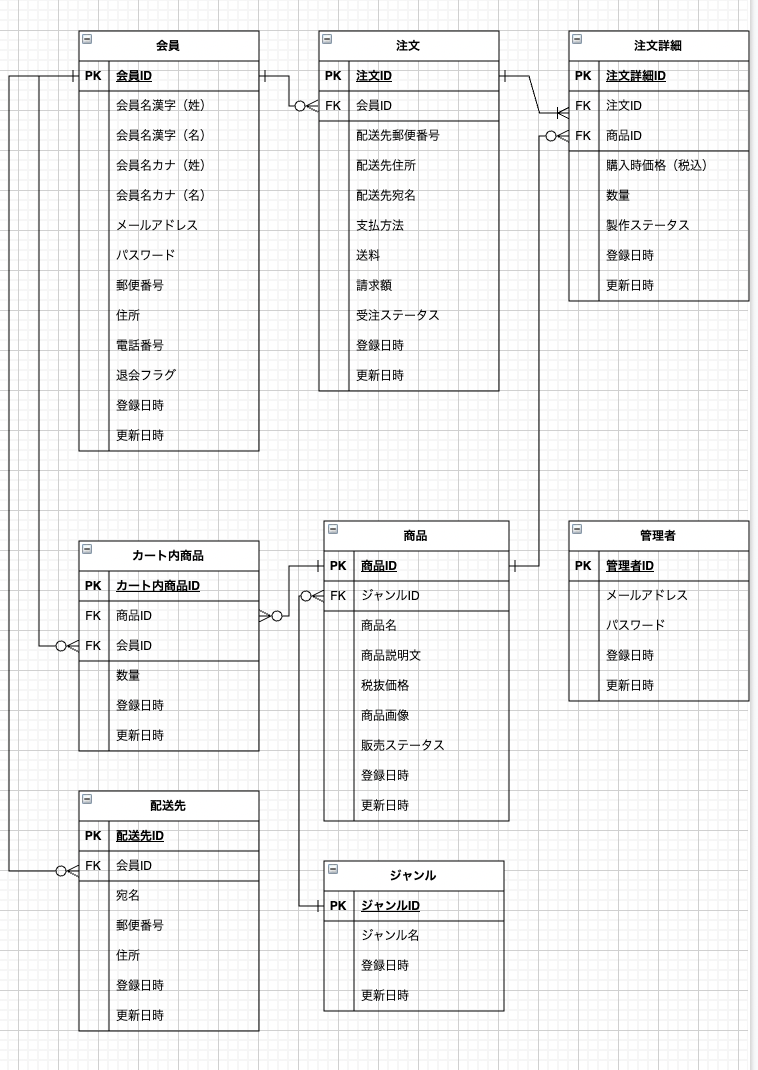 会員
PK 会員ID
会員名漢字（姓）
会員名漢字（名）
会員名カナ（姓）
会員名カナ（名）
メールアドレス
パスワード
郵便番号
住所
電話番号
退会フラグ
登録日時
更新日時
注文
PK 注文ID
FK 会員ID
配送先郵便番号
配送先住所
配送先宛名
支払方法
送料
請求額
受注ステータス
登録日時
更新日時
注文詳細
PK 注文詳細ID
FK 注文ID
FK 商品ID
購入時価格（税込）
数量
製作ステータス
登録日時
更新日時
カート内商品
PK カート内商品ID
FK 商品ID
FK 会員ID
数量
登録日時
更新日時
商品
PK 商品ID
FK ジャンルID
商品名
商品説明文
税抜価格
商品画像
販売ステータス
登録日時
更新日時
管理者
PK 管理者ID
メールアドレス
パスワード
登録日時
更新日時
配送先
PK 配送先ID
FK 会員ID
宛名
郵便番号
住所
登録日時
更新日時
ジャンル
PK ジャンルID
ジャンル名
登録日時
更新日時